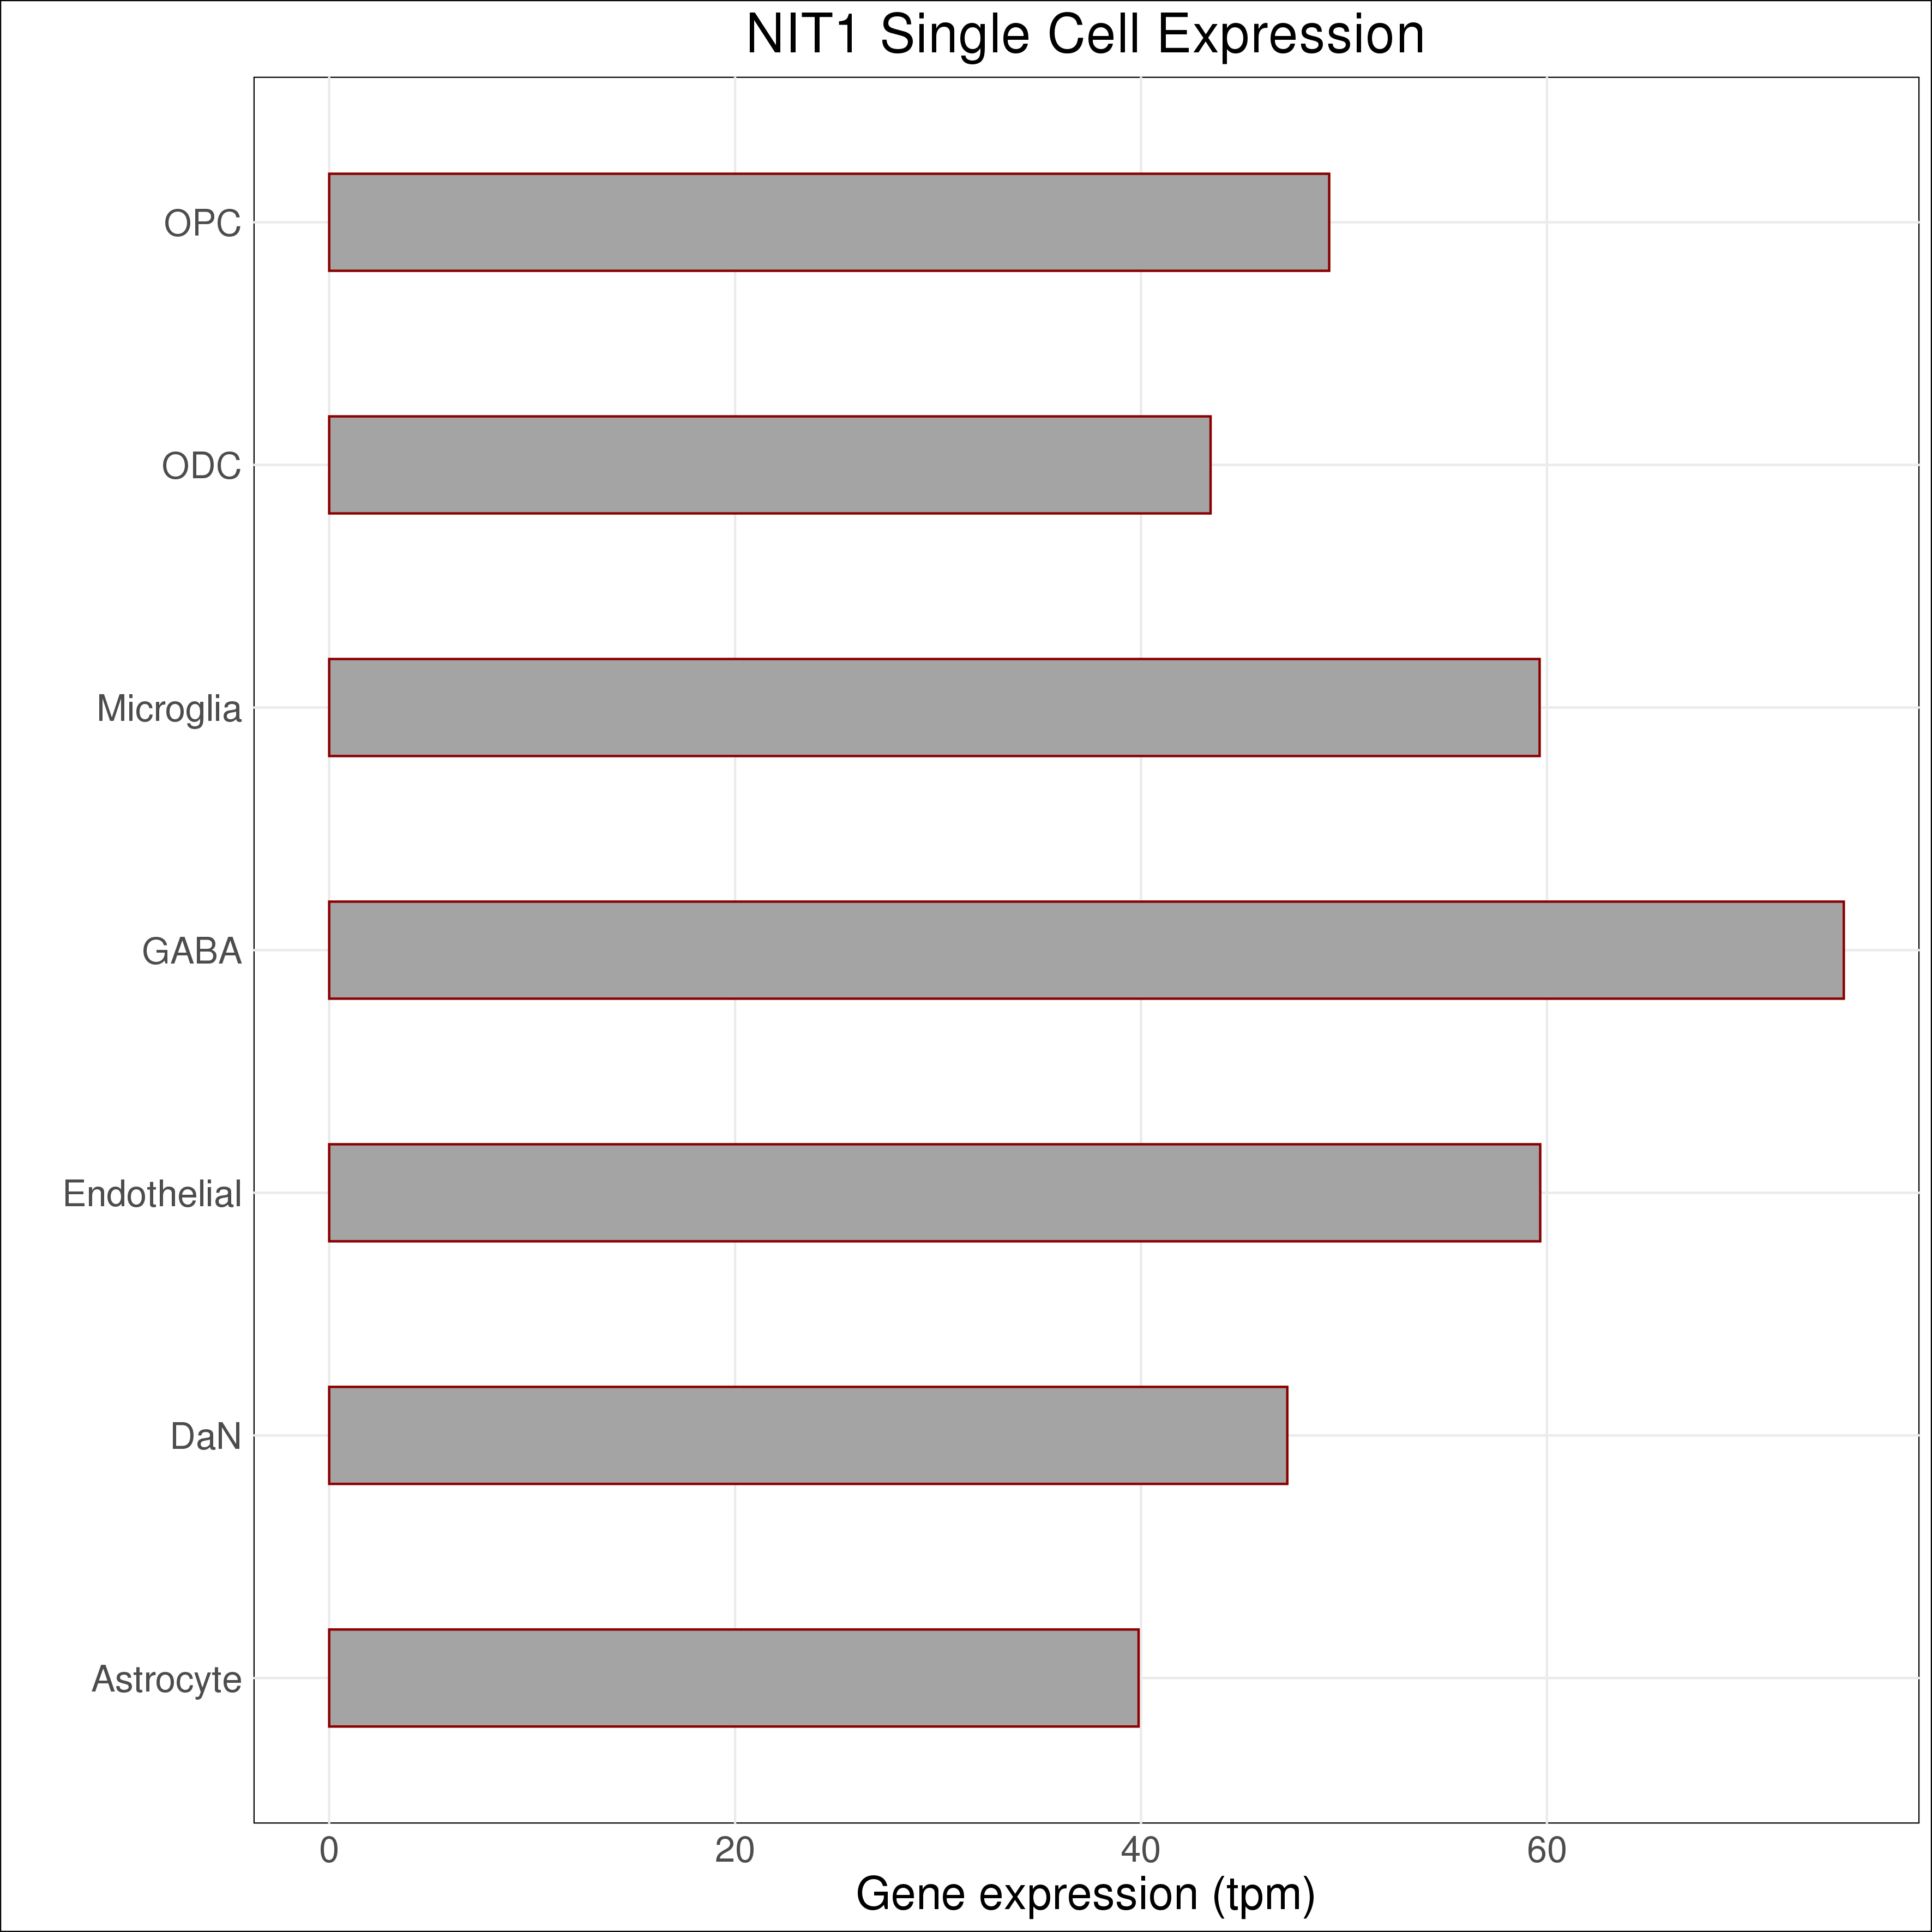 NIT1 Single Cell Expression
OPC
ODC
Microglia
GABA
Endothelial
DaN
Astrocyte
0 20 40 60
Gene expression (tpm)